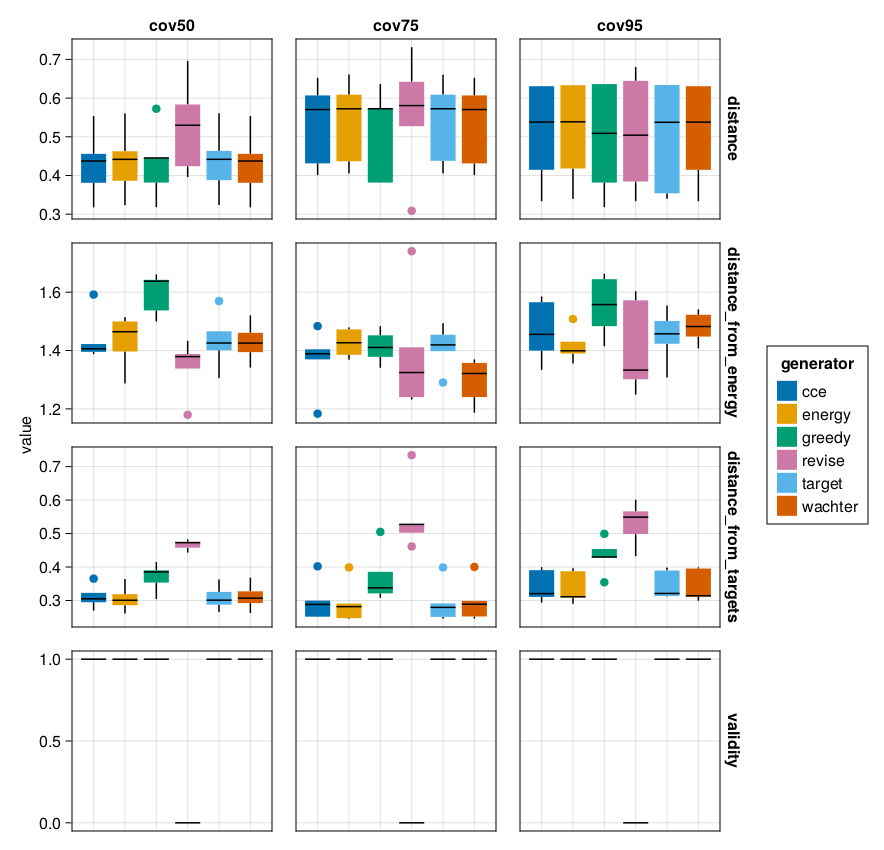 cov50 cov75 cov95
0.7
0.6
0.5
0.4
0.3
distance
1.6
1.4
1.2
distance_from_energy
value
0.7
0.6
0.5
0.4
0.3
distance_from_targets
1.0
0.5
0.0
validity
generator
cce
energy
greedy
revise
target
wachter